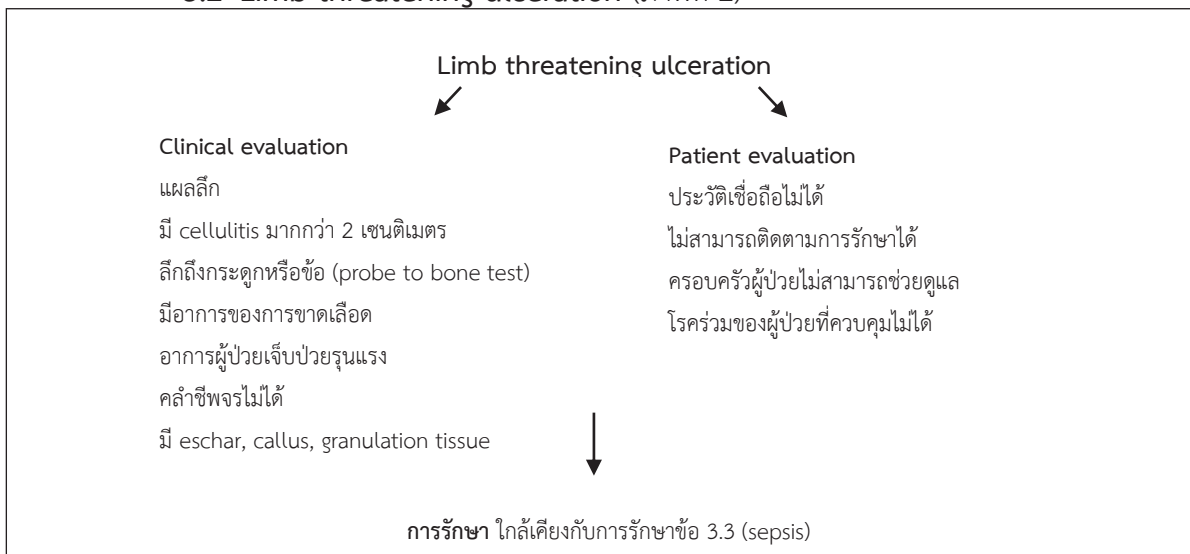 3.2 Limb threatening ulceration (ภาพที่ 2)
Limb threatening ulceration
Clinical evaluation
แผลลึก
มี cellulitis มากกว่า 2 เซนติเมตร
ลึกถึงกระดูกหรือข้อ (probe to bone test)
มีอาการของการขาดเลือด
อาการผู้ป่วยเจ็บป่วยรุนแรง
คลำชีพจรไม่ได้
มี eschar, callus, granulation tissue
Patient evaluation
ประวัติเชื่อถือไม่ได้
ไม่สามารถติดตามการรักษาได้
ครอบครัวผู้ป่วยไม่สามารถช่วยดูแล
โรคร่วมของผู้ป่วยที่ควบคุมไม่ได้
การรักษา ใกล้เคียงกับการรักษาข้อ 3.3 (sepsis)